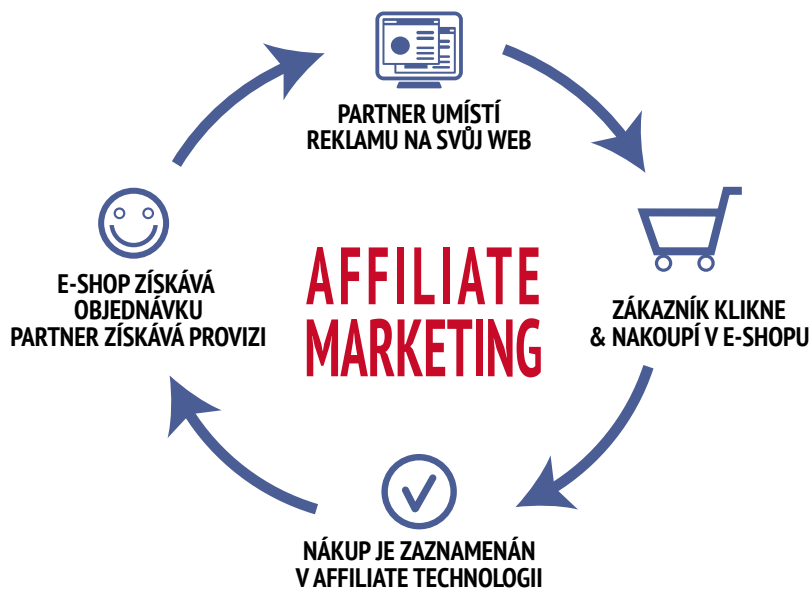 PARTNER UMÍSTÍ
REKLAMU NA SVŮJ WEB
ZÁKAZNÍK KLIKNE
& NAKOUPÍ V E-SHOPU
NÁKUP JE ZAZNAMENÁN
V AFFILIATE TECHNOLOGII
E-SHOP ZÍSKÁVÁ
OBJEDNÁVKU
PARTNER ZÍSKÁVÁ PROVIZI
AFFILIATE
MARKETING